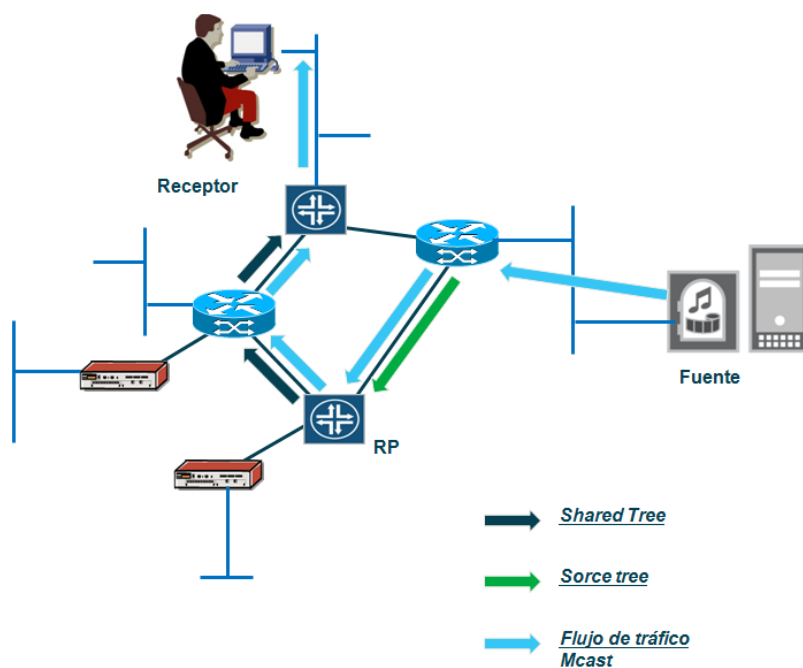 Receptor
Fuente
RP
Shared Tree
Sorce tree
Flujo de tráfico
Mcast